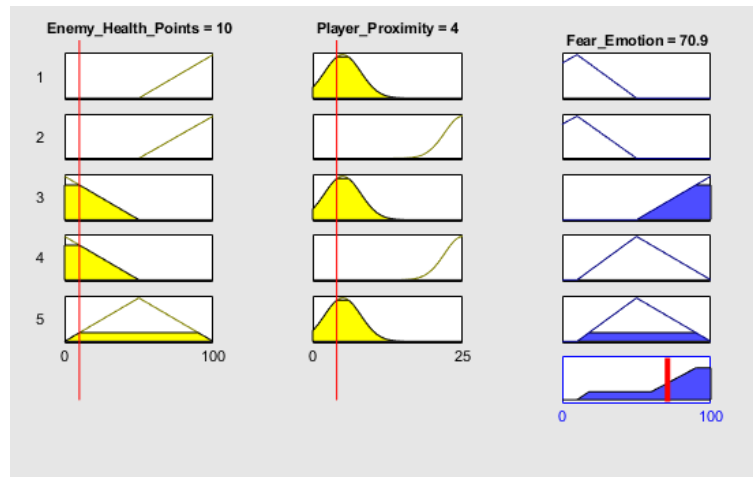 Enemy_Health_Points = 10
Player_Proximity = 4
Fear_Emotion = 70.9
1
2
3
4
5
0 100
0 25
0 100